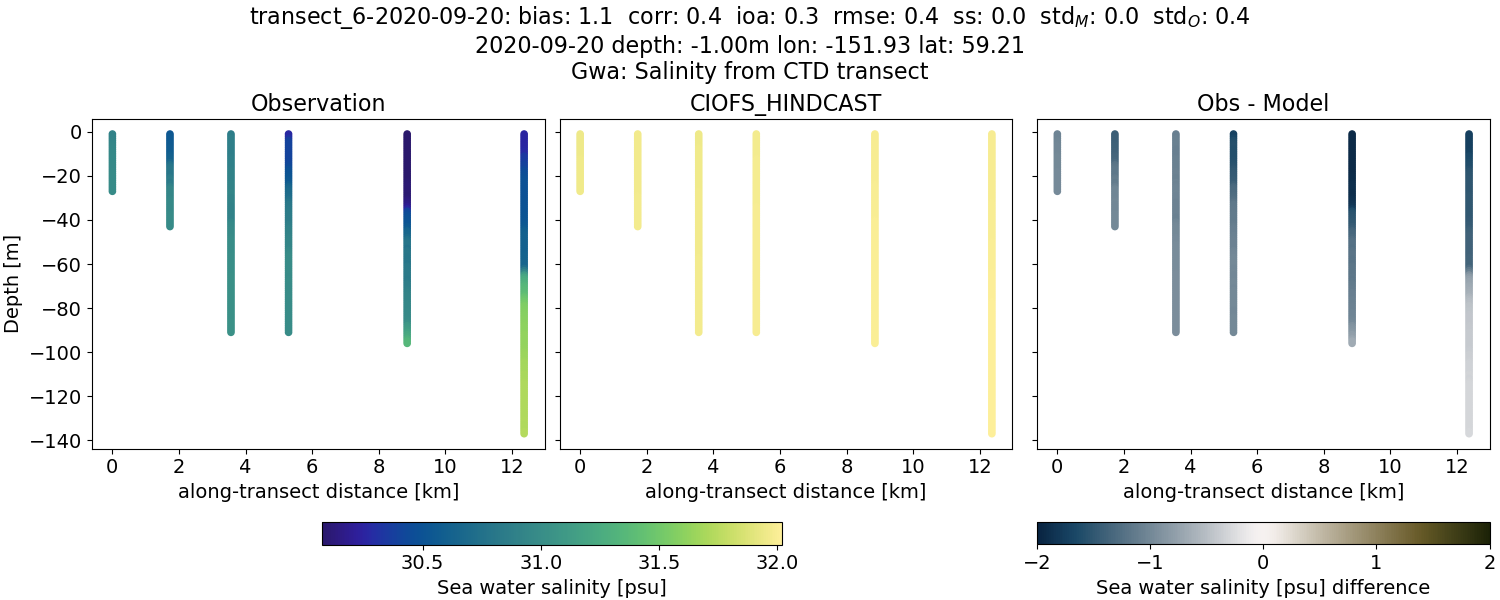 transect_6-2020-09-20: bias: 1.1  corr: 0.4  ioa: 0.3  rmse: 0.4  ss: 0.0  std_M: 0.0  std_O: 0.4
2020-09-20 depth: -1.00m lon: -151.93 lat: 59.21
Gwa: Salinity from CTD transect
Observation
CIOFS_HINDCAST
Obs - Model
Depth [m]
0
−20
−40
−60
−80
−100
−120
−140
0 2 4 6 8 10 12
0 2 4 6 8 10 12
0 2 4 6 8 10 12
along-transect distance [km]
along-transect distance [km]
along-transect distance [km]
30.5 31.0 31.5 32.0
Sea water salinity [psu]
−2 −1 0 1 2
Sea water salinity [psu] difference